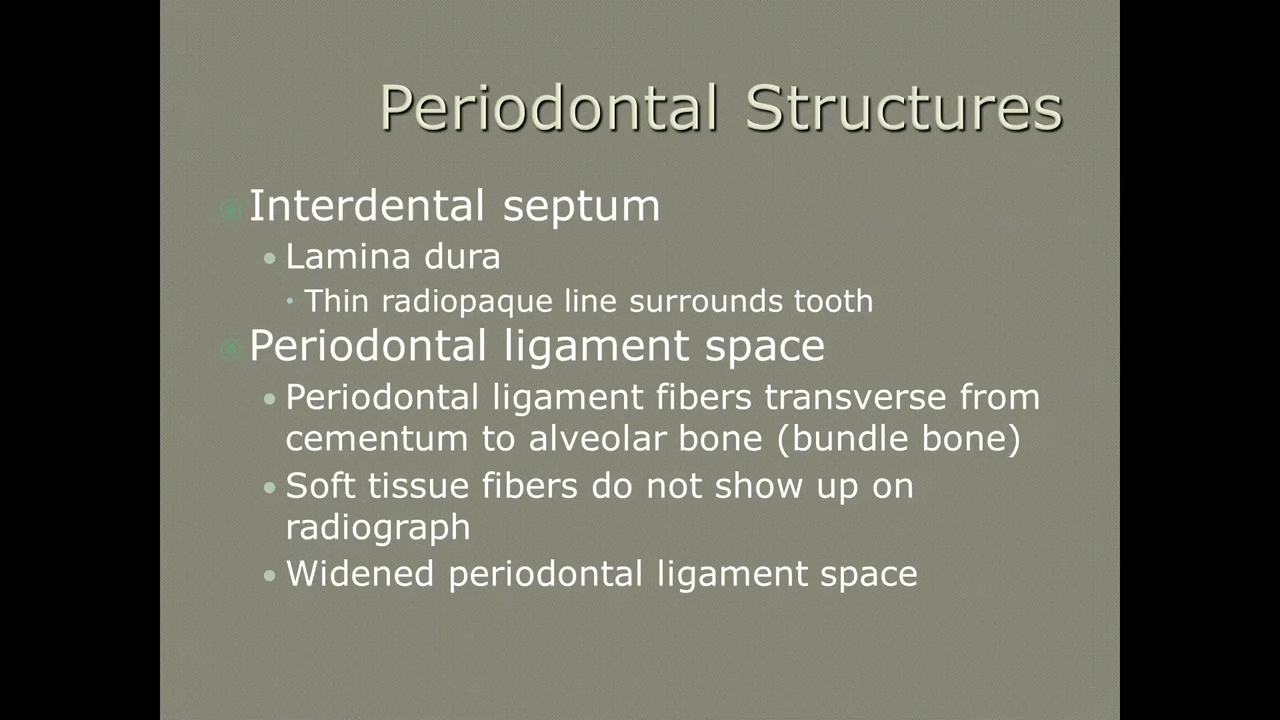 Periodontal Structures
Interdental septum
Lamina dura
Thin radiopaque line surrounds tooth
Periodontal ligament space
Periodontal ligament fibers transverse from
cementum to alveolar bone (bundle bone)
Soft tissue fibers do not show up on
radiograph
Widened periodontal ligament space